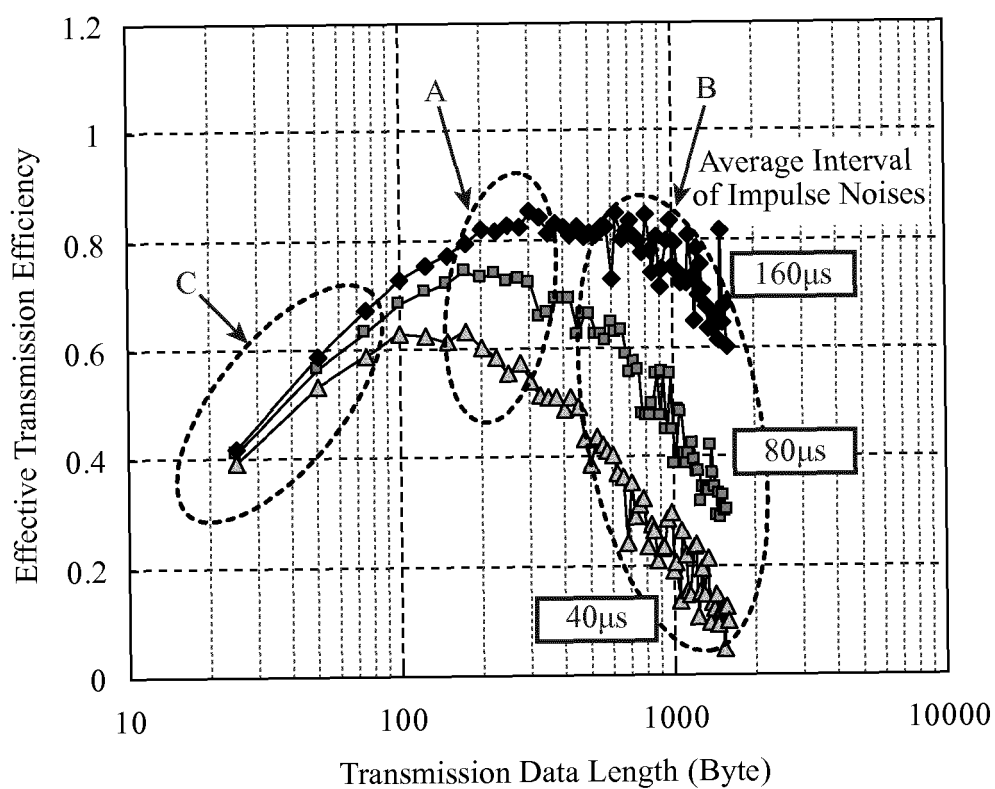 1.2
A
B
1
Average Interval
of Impulse Noises
0.8
160μs
C
0.6
Effective Transmission Efficiency
0.4
80μs
0.2
40μs
0
10
100
1000
10000
Transmission Data Length (Byte)